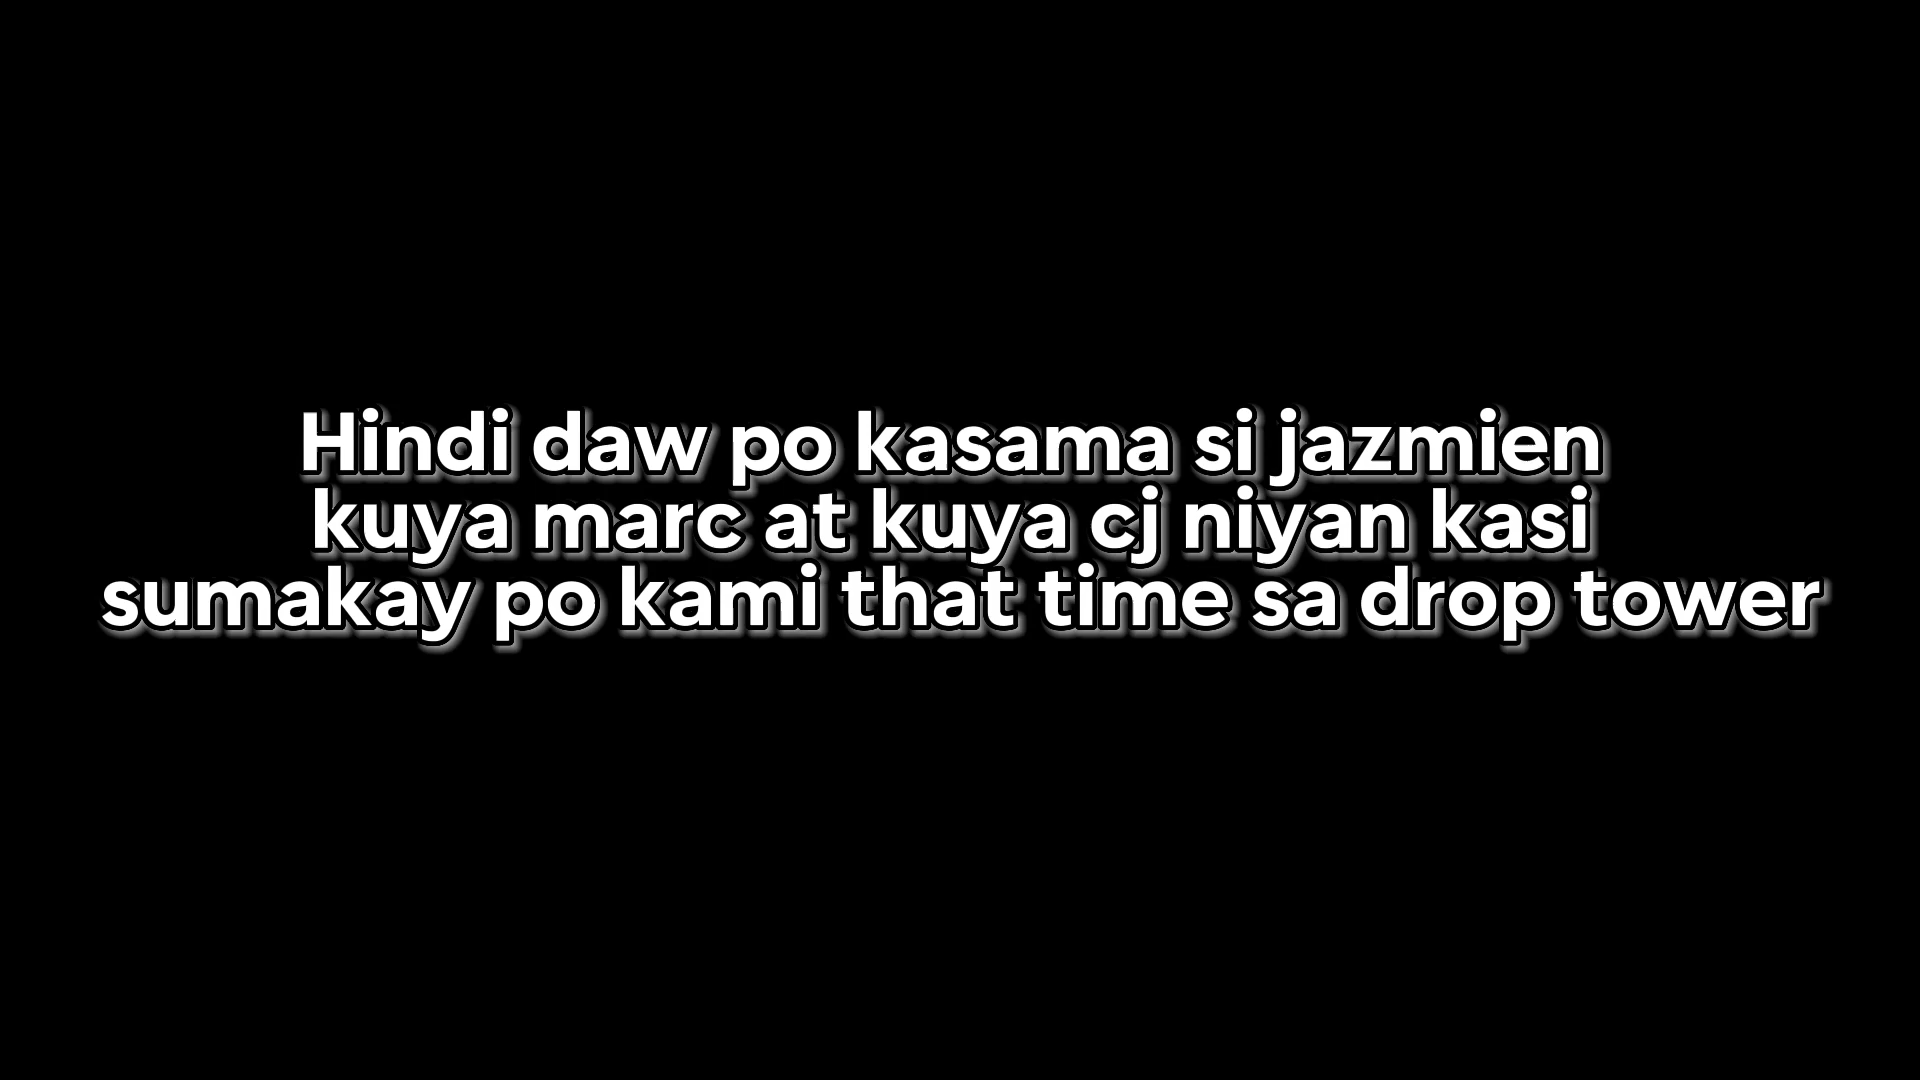 Hindi daw po kasama si jazmien
kuya marc at kuya cj niyan kasi
sumakay po kami that time sa drop tower